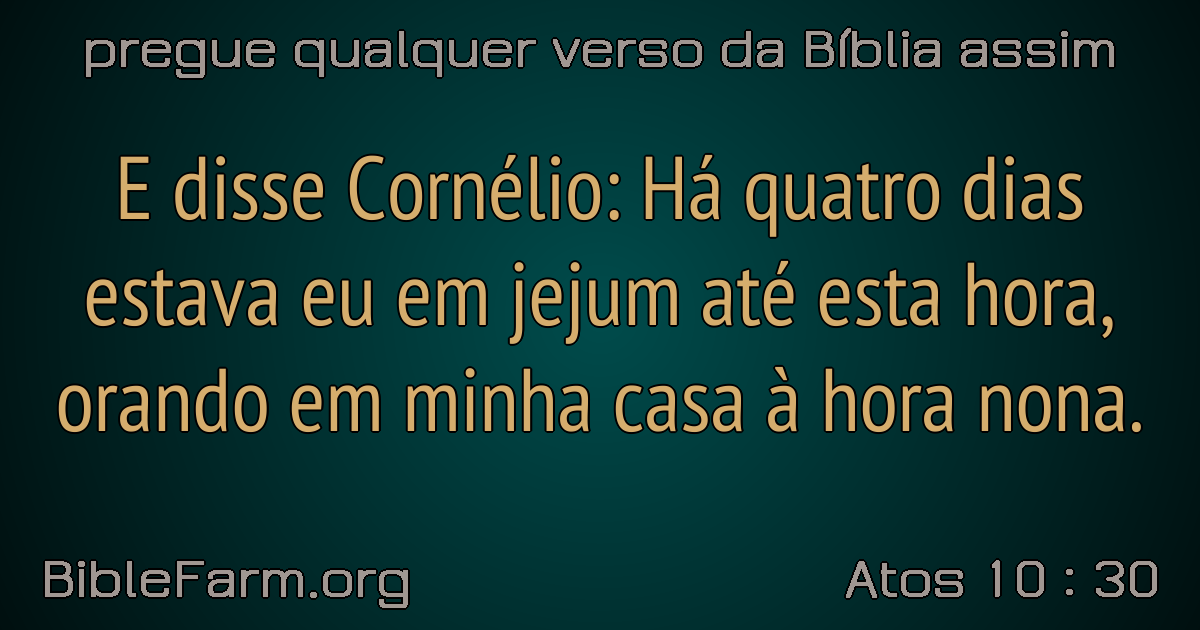 pregue qualquer verso da Bíblia assim
E disse Cornélio: Há quatro dias
estava eu em jejum até esta hora,
orando em minha casa à hora nona.
BibleFarm.org
Atos 10 : 30